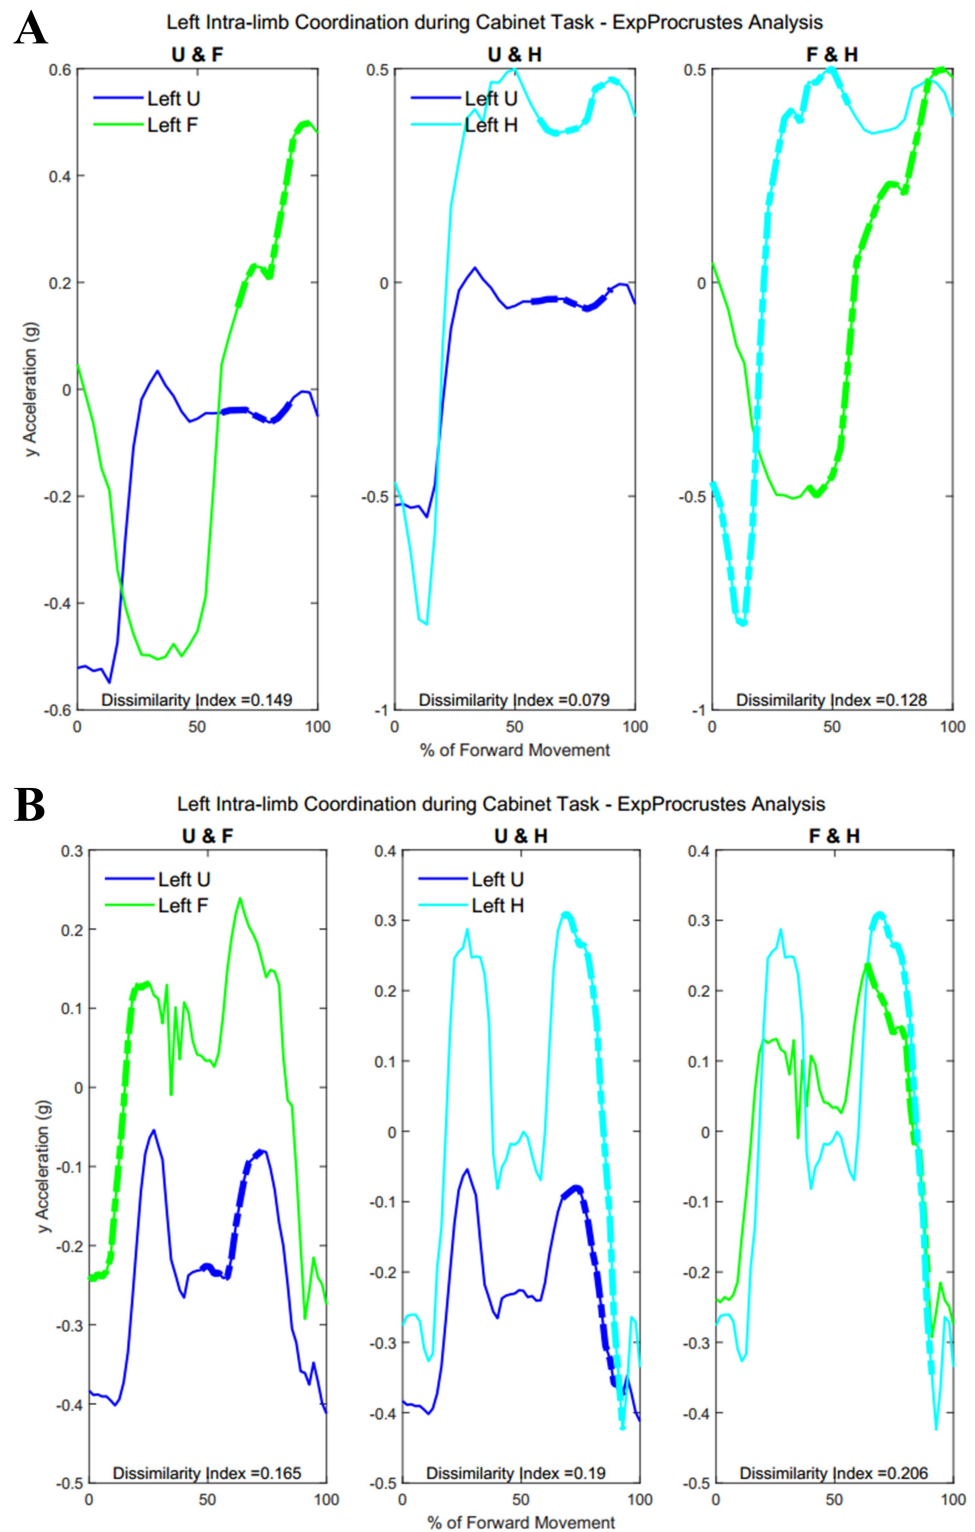 A
Left Intra-limb Coordination during Cabinet Task - ExpProcrustes Analysis
U & F
U & H
F & H
0.6
0.4
0.2
0
-0.2
-0.4
-0.6
y Acceleration (g)
Left U
Left F
Dissimilarity Index =0.149
0
50
100
0.5
0
-0.5
-1
Left U
Left H
Dissimilarity Index =0.079
0
50
100
% of Forward Movement
0.5
0
-0.5
-1
Dissimilarity Index =0.128
0
50
100
B
Left Intra-limb Coordination during Cabinet Task - ExpProcrustes Analysis
U & F
U & H
F & H
0.3
0.2
0.1
0
-0.1
-0.2
-0.3
-0.4
-0.5
y Acceleration (g)
Left U
Left F
Dissimilarity Index =0.165
0
50
100
0.4
0.3
0.2
0.1
0
-0.1
-0.2
-0.3
-0.4
-0.5
Left U
Left H
Dissimilarity Index =0.19
0
50
100
% of Forward Movement
0.4
0.3
0.2
0.1
0
-0.1
-0.2
-0.3
-0.4
-0.5
Dissimilarity Index =0.206
0
50
100